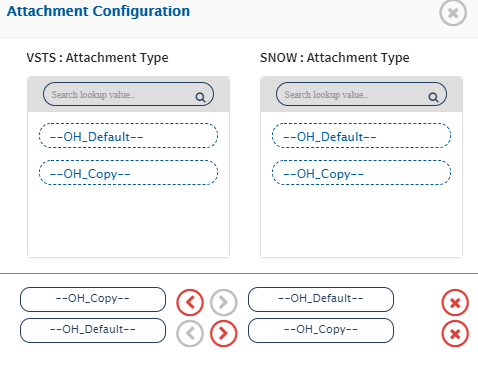 Attachment Configuration
VSTS : Attachment Type
SNOW : Attachment Type
Search lookup value..
Search lookup value..
--OH_Default--
--OH_Default--
--OH_Copy--
--OH_Copy--
--OH_Copy--
--OH_Default--
--OH_Default--
--OH_Copy--